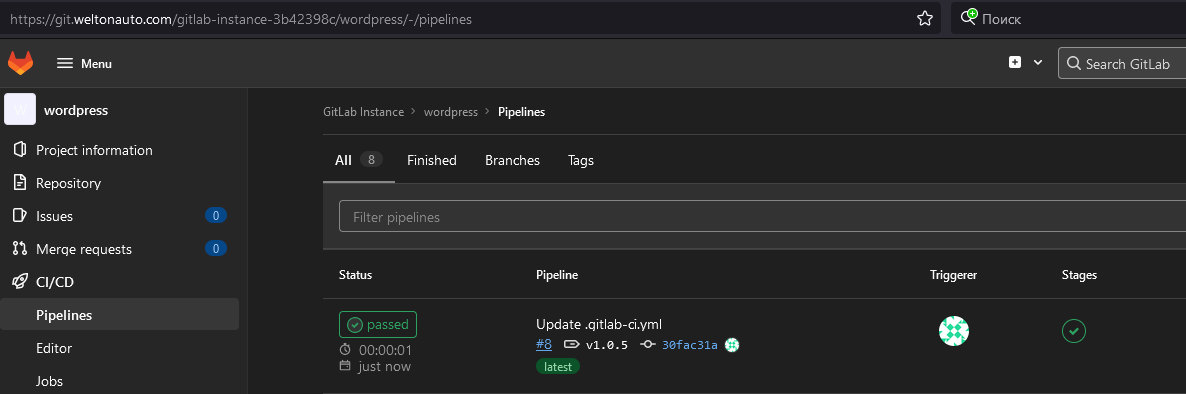 https://git.weltonauto.com/gitlab-instance-3b42398c/wordpress/-/pipelines
Поиск
Menu
Search GitLab
wordpress
Project information
Repository
Issues 0
Merge requests 0
CI/CD
Pipelines
Editor
Jobs
GitLab Instance > wordpress > Pipelines
All 8 Finished Branches Tags
Filter pipelines
Status Pipeline Triggerer Stages
passed
00:00:01
just now
Update .gitlab-ci.yml
#8 v1.0.5 30fac31a
latest